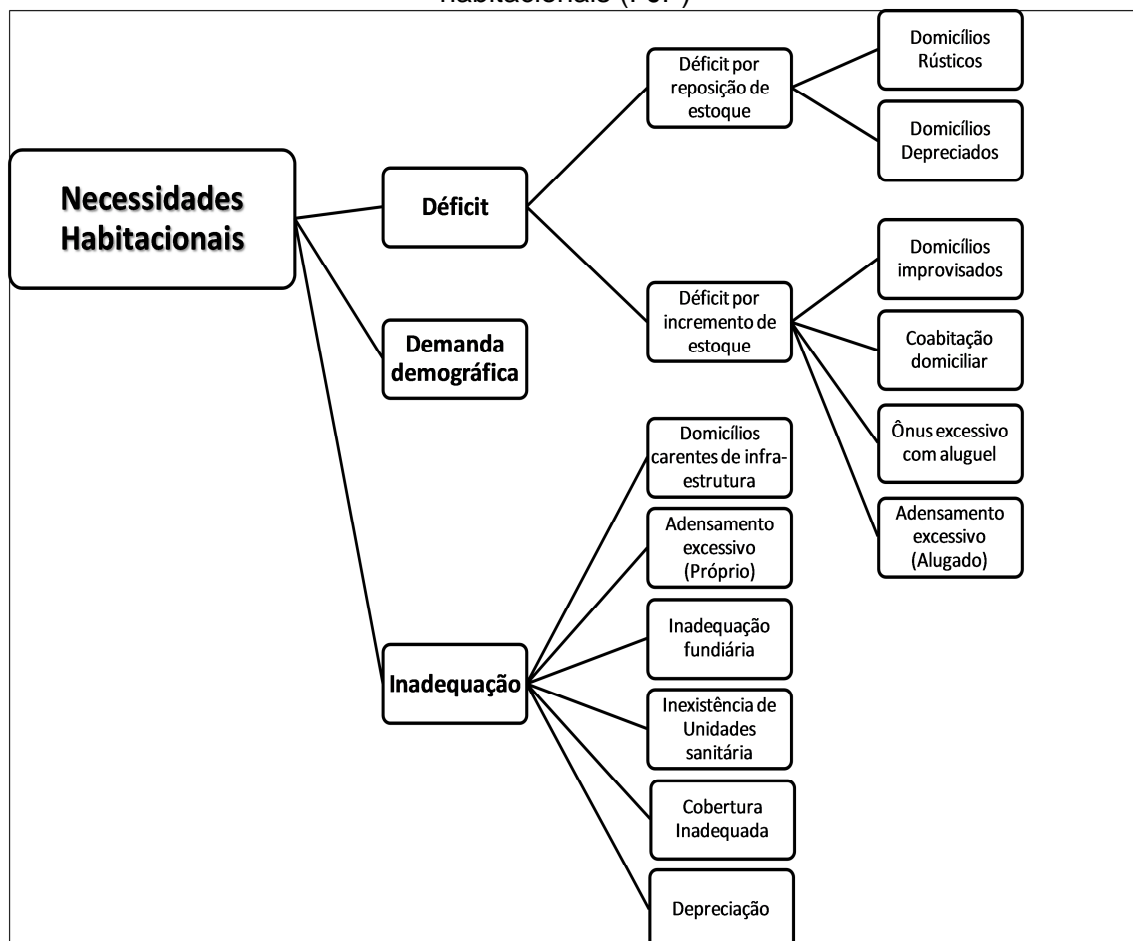 habitacionais (FJP)
Necessidades
Habitacionais
Déficit
Déficit por
reposição de
estoque
Domicílios
Rústicos
Domicílios
Depreciados
Déficit por
incremento de
estoque
Domicílios
improvisados
Coabitação
domiciliar
Ônus excessivo
com aluguel
Adensamento
excessivo
(Alugado)
Demanda
demográfica
Inadequação
Domicílios
carentes de infra-
estrutura
Adensamento
excessivo
(Próprio)
Inadequação
fundiária
Inexistência de
Unidades
sanitária
Cobertura
Inadequada
Depreciação